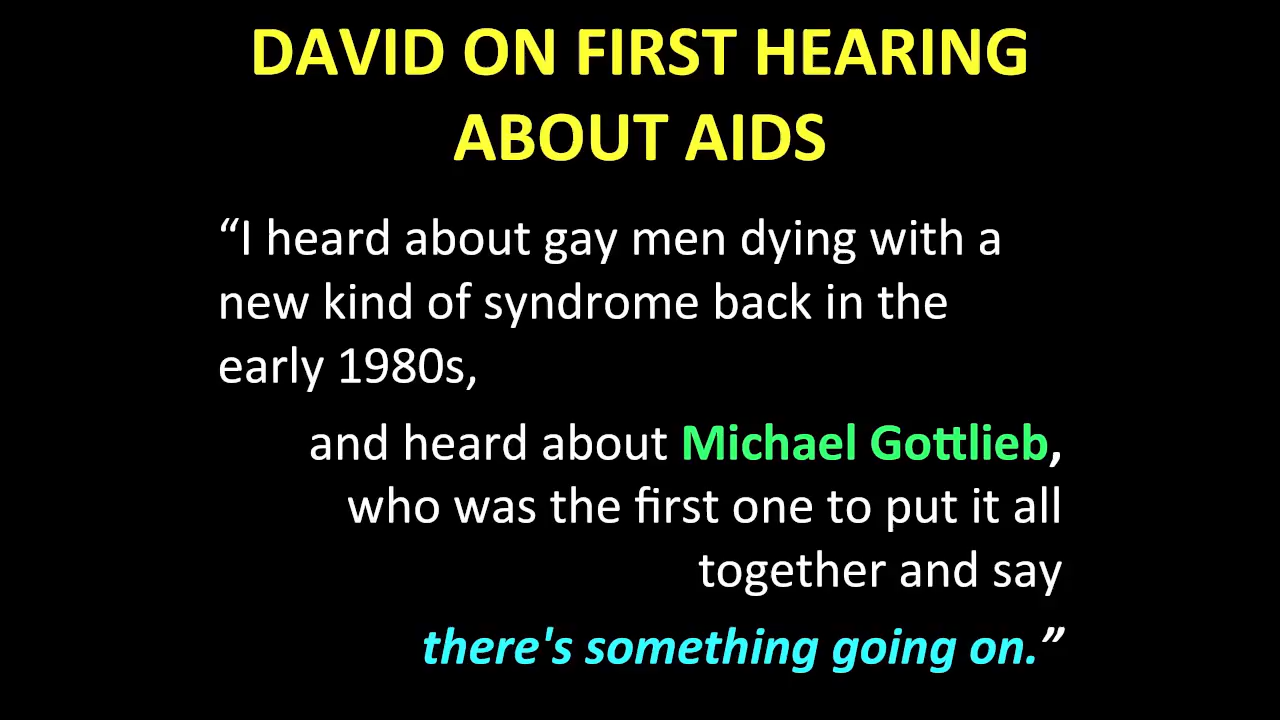 DAVID ON FIRST HEARING
ABOUT AIDS
“I heard about gay men dying with a
new kind of syndrome back in the
early 1980s,
and heard about Michael Gottlieb,
who was the first one to put it all
together and say
there's something going on.”